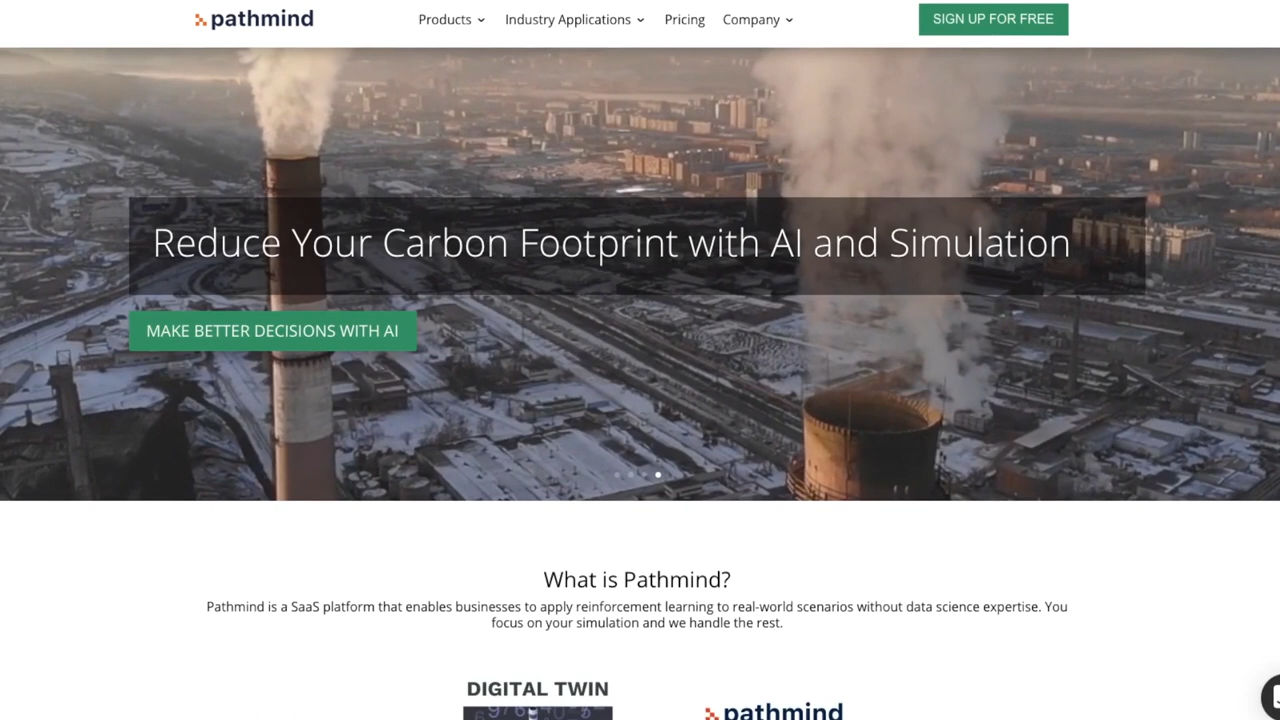 pathmind
Products
Industry Applications
Pricing
Company
SIGN UP FOR FREE
Reduce Your Carbon Footprint with AI and Simulation
MAKE BETTER DECISIONS WITH AI
What is Pathmind?
Pathmind is a SaaS platform that enables businesses to apply reinforcement learning to real-world scenarios without data science expertise. You
focus on your simulation and we handle the rest.
DIGITAL TWIN
pathmind